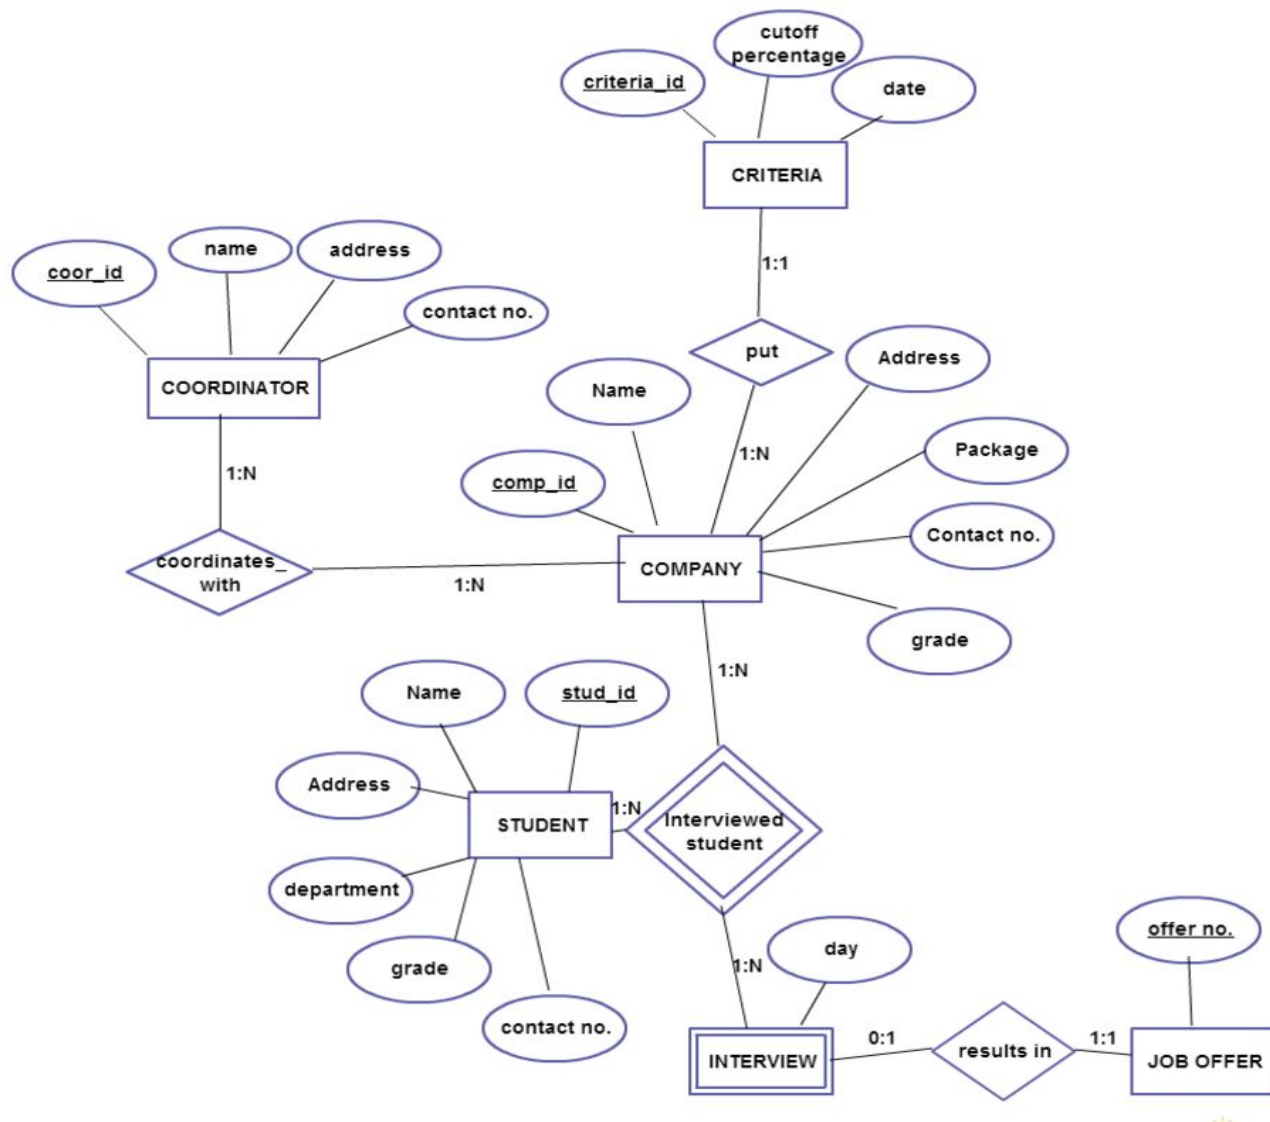 cutoff
percentage
criteria_id
date
CRITERIA
1:1
put
coor_id
name
address
contact no.
COORDINATOR
1:N
coordinates_
with
1:N
Name
Address
1:N
Package
comp_id
Contact no.
COMPANY
grade
1:N
Name
stud_id
Address
STUDENT
1:N
Interviewed
student
department
grade
contact no.
1:N
day
INTERVIEW
0:1
results in
1:1
offer no.
JOB OFFER